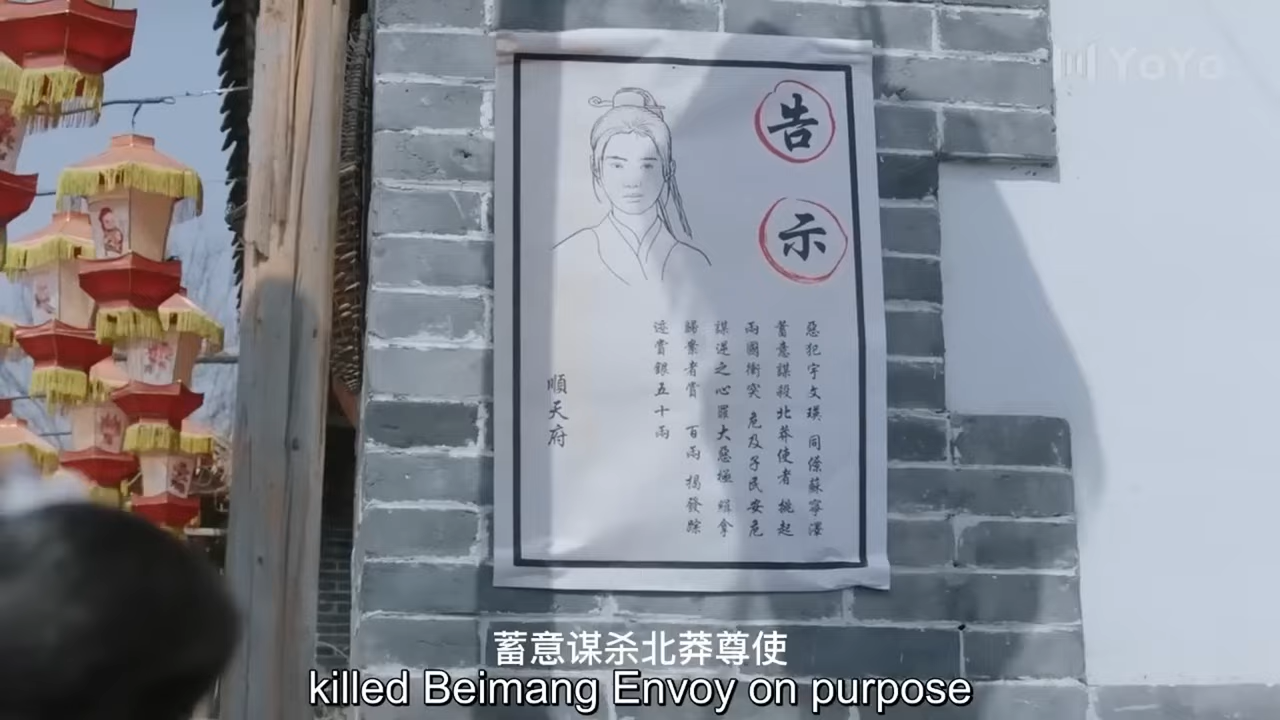 YoYo
告示
惡犯宇文瑛 同僚蘇寧澤
蓄意謀殺北莽使者 挑起
兩國衝突 危及子民安危
謀逆之心罪大惡極 緝拿
歸案者賞 百兩 揭發踪
迹賞銀五十兩
順天府
蓄意谋杀北莽尊使
killed Beimang Envoy on purpose